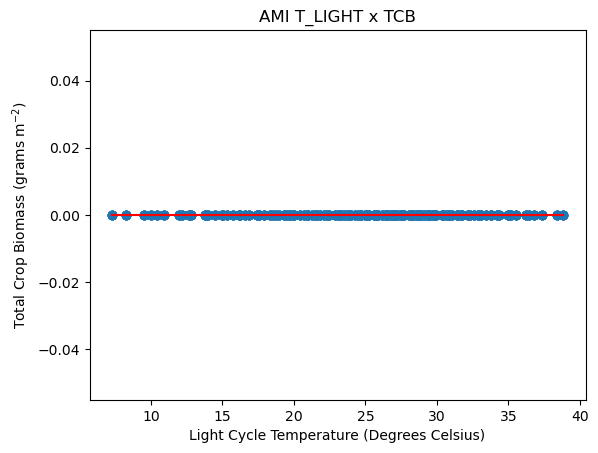 AMI T_LIGHT x TCB
Total Crop Biomass (grams m⁻²)
0.04
0.02
0.00
−0.02
−0.04
10 15 20 25 30 35 40
Light Cycle Temperature (Degrees Celsius)